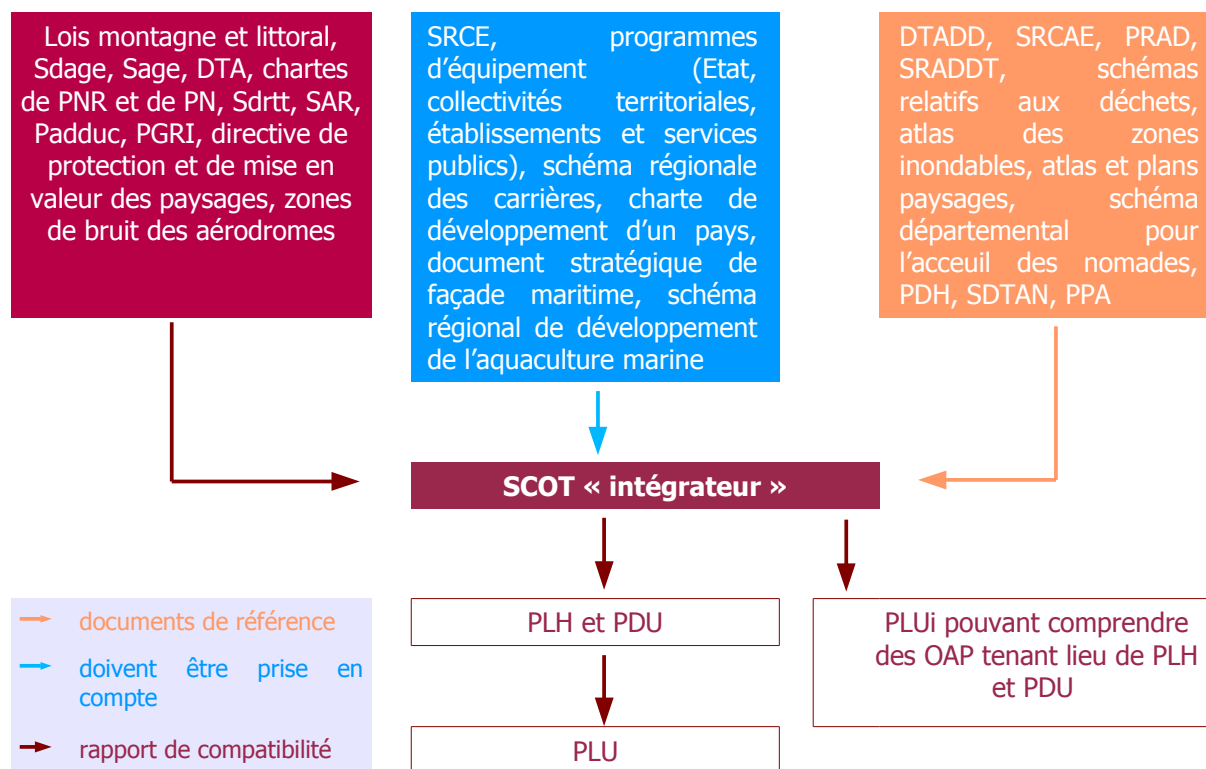 Lois montagne et littoral,
Sdage, Sage, DTA, chartes
de PNR et de PN, Sdrtt, SAR,
Padduc, PGRI, directive de
protection et de mise en
valeur des paysages, zones
de bruit des aérodromes
SRCE, programmes
d’équipement (Etat,
collectivités territoriales,
établissements et services
publics), schéma régionale
des carrières, charte de
développement d’un pays,
document stratégique de
façade maritime, schéma
régional de développement
de l’aquaculture marine
DTADD, SRCAE, PRAD,
SRADDT, schémas
relatifs aux déchets,
atlas des zones
inondables, atlas et plans
paysages, schéma
départemental pour
l’acceuil des nomades,
PDH, SDTAN, PPA
SCOT « intégrateur »
documents de référence
doivent être prise en
compte
rapport de compatibilité
PLH et PDU
PLU
PLUi pouvant comprendre
des OAP tenant lieu de PLH
et PDU